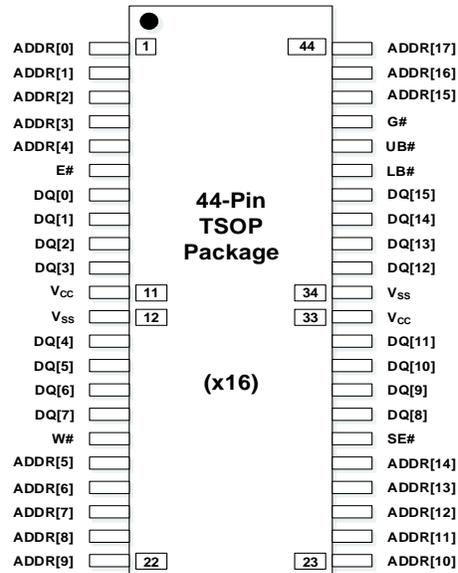 ADDR[0] 1 44 ADDR[17]
ADDR[1] ADDR[16]
ADDR[2] ADDR[15]
ADDR[3] G#
ADDR[4] UB#
E# LB#
DQ[0] DQ[15]
DQ[1] DQ[14]
DQ[2] DQ[13]
DQ[3] DQ[12]
44-Pin
TSOP
Package
VCC 11 34 VSS
VSS 12 33 VCC
DQ[4] DQ[11]
DQ[5] DQ[10]
DQ[6] (x16) DQ[9]
DQ[7] DQ[8]
W# SE#
ADDR[5] ADDR[14]
ADDR[6] ADDR[13]
ADDR[7] ADDR[12]
ADDR[8] ADDR[11]
ADDR[9] 22 23 ADDR[10]